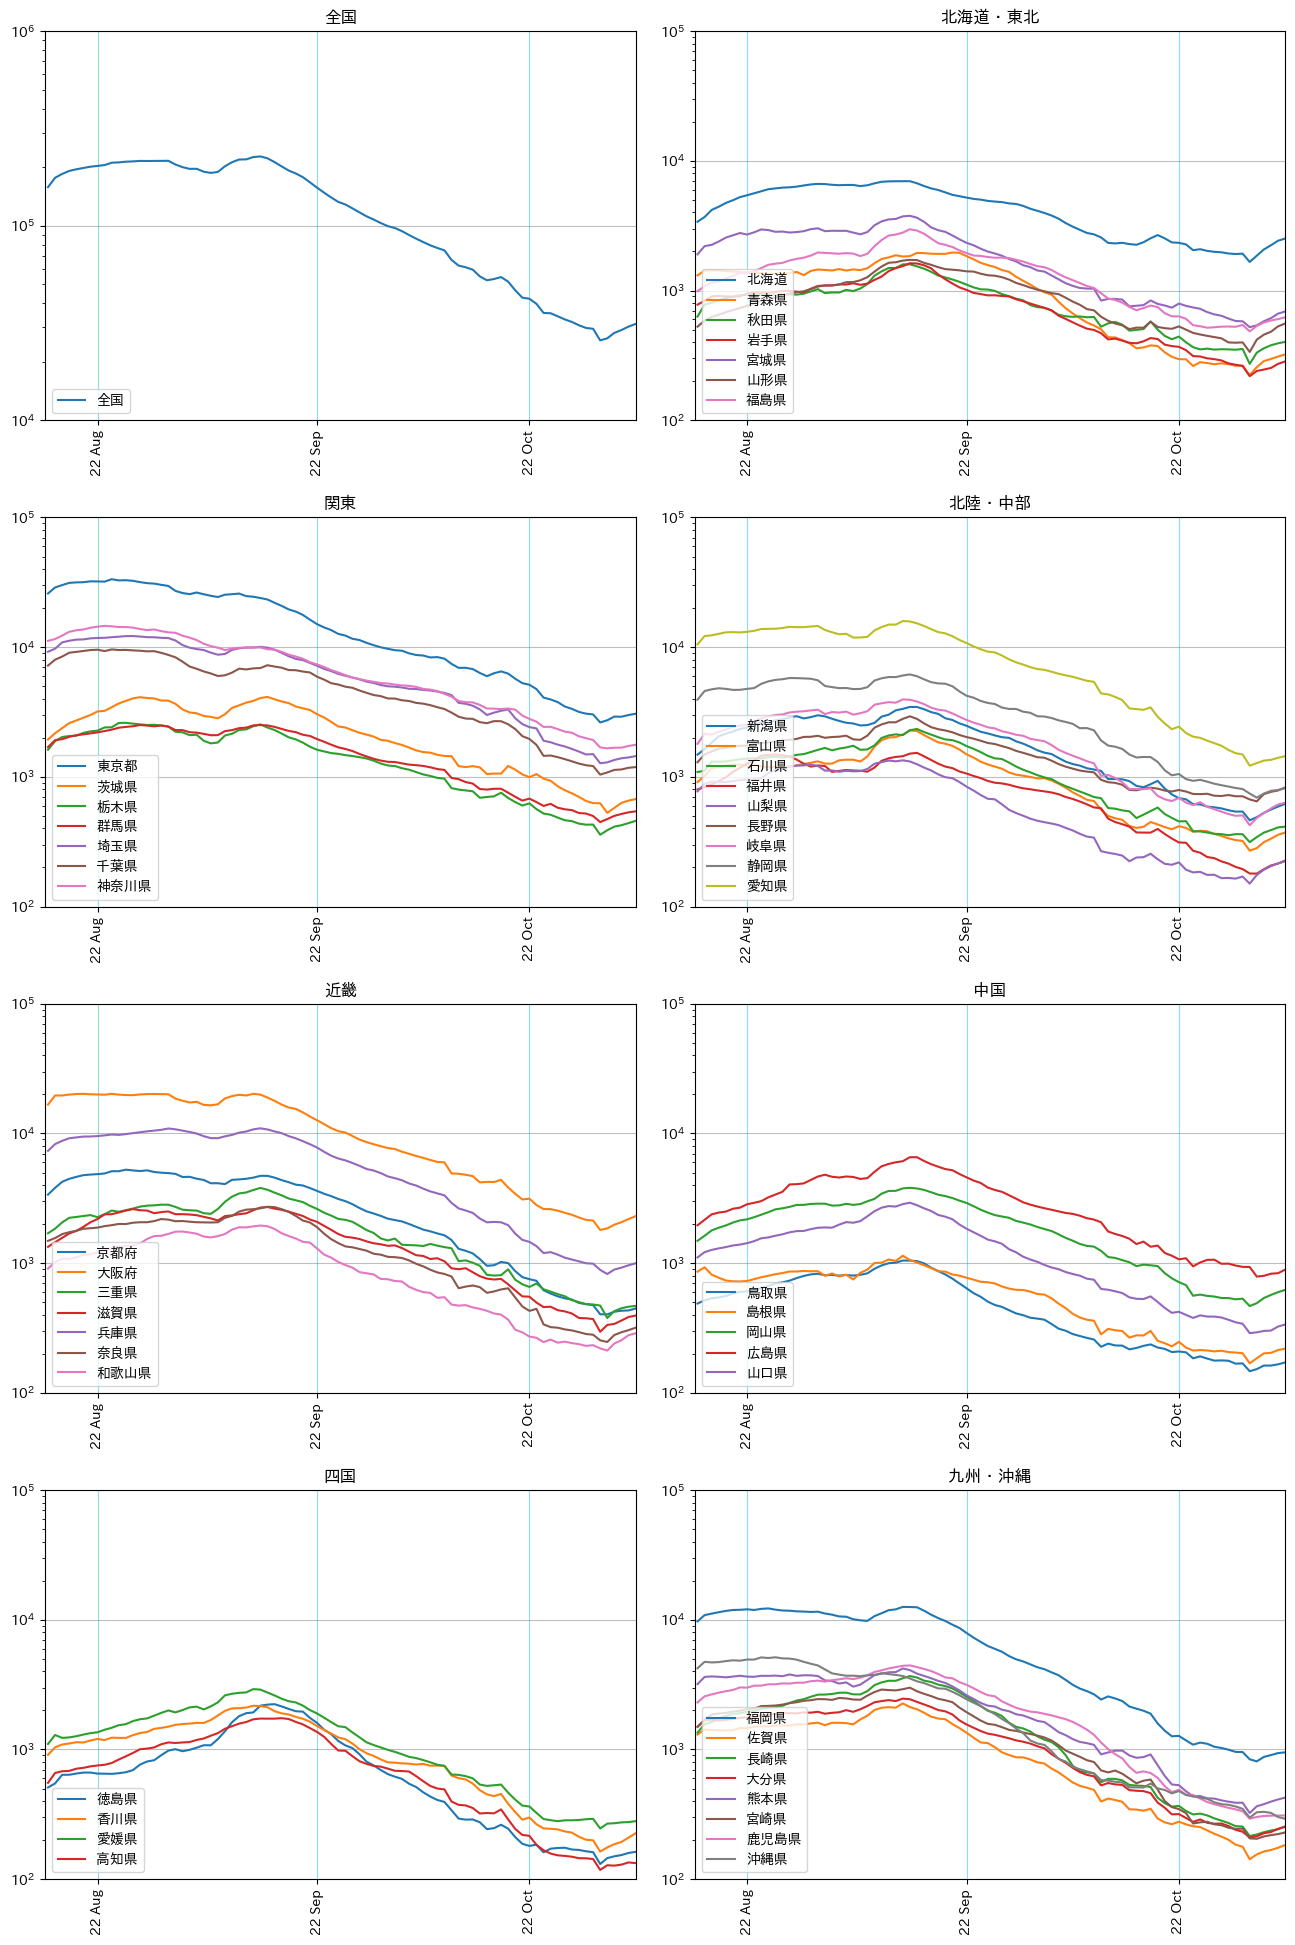 全国
10^6
10^5
10^4
全国
22 Aug
22 Sep
22 Oct
北海道・東北
10^5
10^4
10^3
10^2
北海道
青森県
秋田県
岩手県
宮城県
山形県
福島県
22 Aug
22 Sep
22 Oct
関東
10^5
10^4
10^3
10^2
東京都
茨城県
栃木県
群馬県
埼玉県
千葉県
神奈川県
22 Aug
22 Sep
22 Oct
北陸・中部
10^5
10^4
10^3
10^2
新潟県
富山県
石川県
福井県
山梨県
長野県
岐阜県
静岡県
愛知県
22 Aug
22 Sep
22 Oct
近畿
10^5
10^4
10^3
10^2
京都府
大阪府
三重県
滋賀県
兵庫県
奈良県
和歌山県
22 Aug
22 Sep
22 Oct
中国
10^5
10^4
10^3
10^2
鳥取県
島根県
岡山県
広島県
山口県
22 Aug
22 Sep
22 Oct
四国
10^5
10^4
10^3
10^2
徳島県
香川県
愛媛県
高知県
22 Aug
22 Sep
22 Oct
九州・沖縄
10^5
10^4
10^3
10^2
福岡県
佐賀県
長崎県
大分県
熊本県
宮崎県
鹿児島県
沖縄県
22 Aug
22 Sep
22 Oct